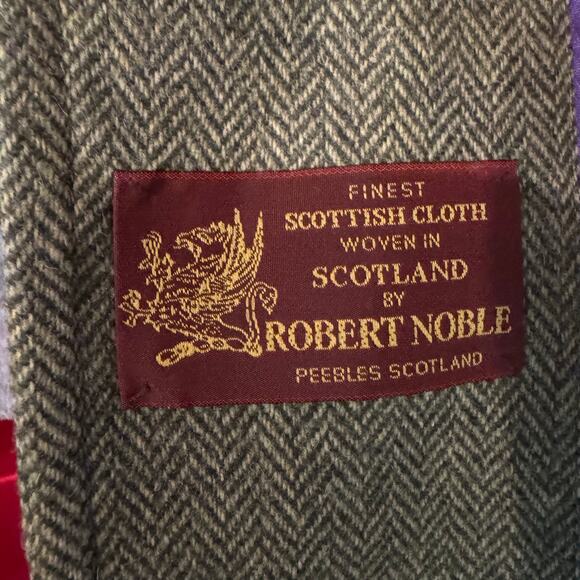 FINEST
SCOTTISH CLOTH
WOVEN IN
SCOTLAND
BY
ROBERT NOBLE
PEEBLES SCOTLAND